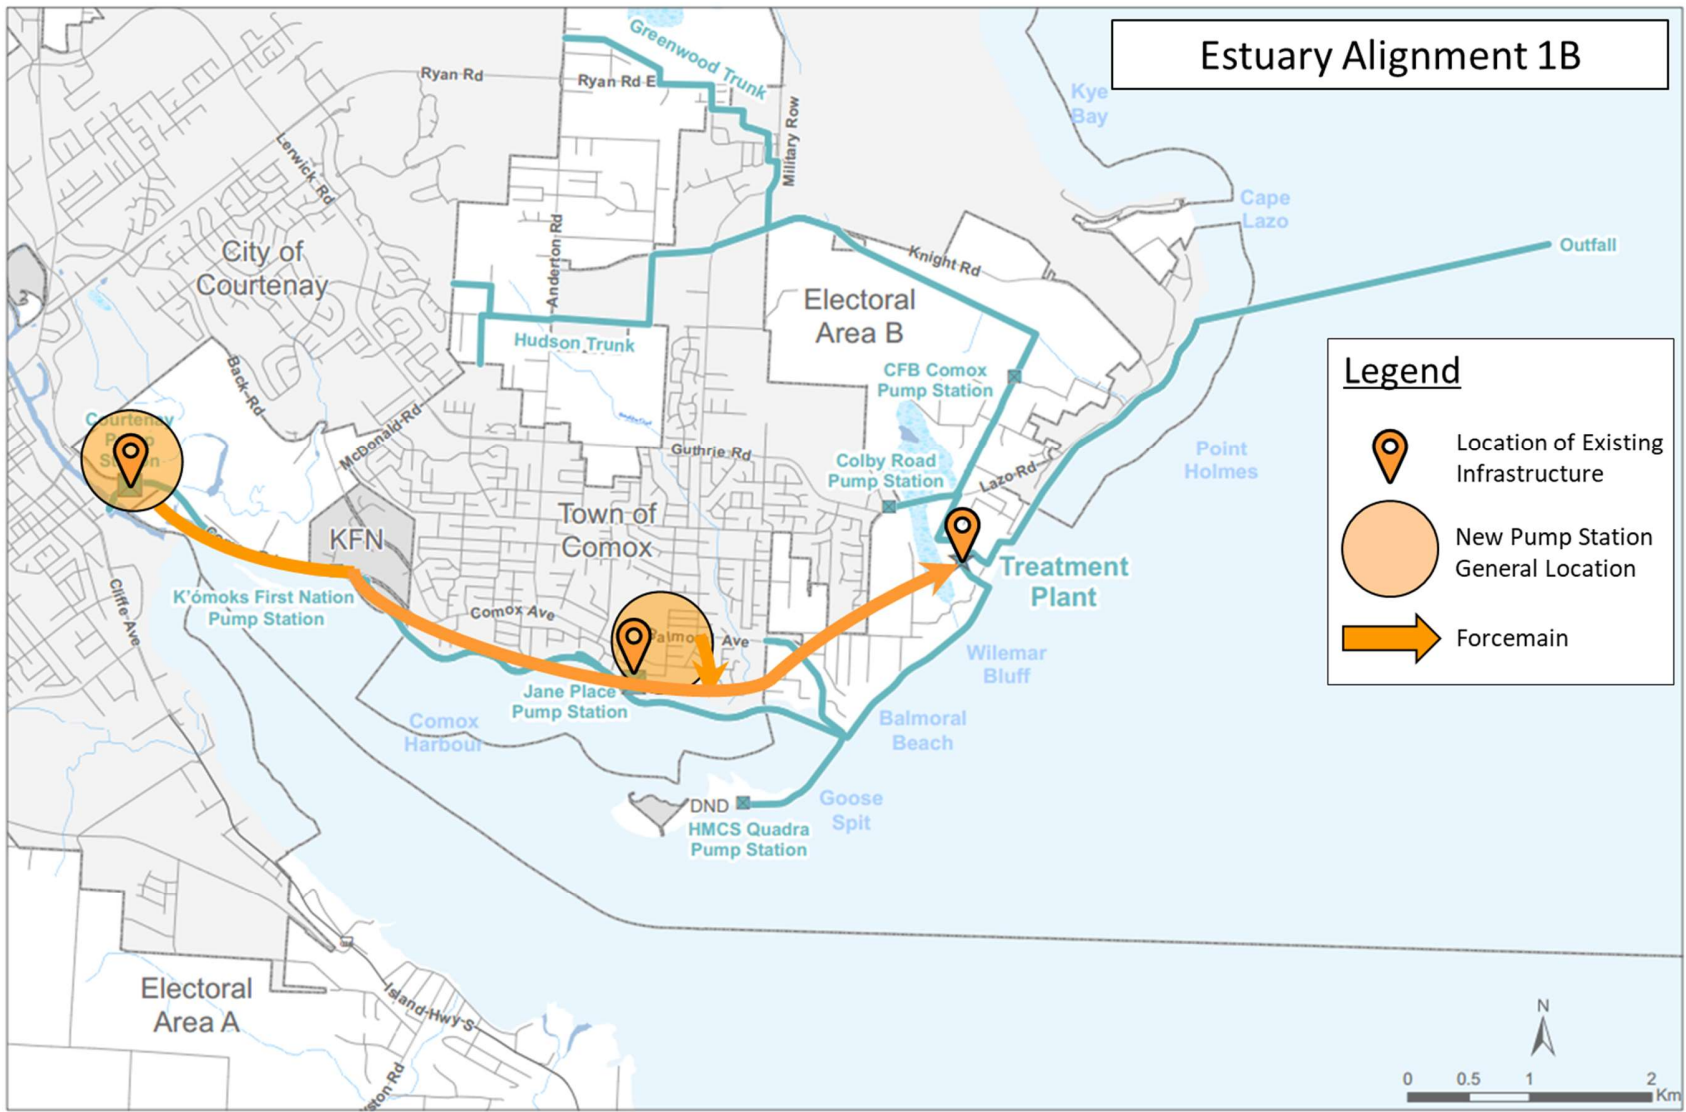 Estuary Alignment 1B
Greenwood Trunk
Ryan Rd
Ryan Rd E
Kye
Bay
Military Row
Lerwick Rd
Cape
Lazo
City of
Courtenay
Anderton Rd
Knight Rd
Outfall
Electoral
Area B
Hudson Trunk
CFB Comox
Pump Station
Back Rd
Courtenay
Pump
Station
McDonald Rd
Guthrie Rd
Colby Road
Pump Station
Lazo Rd
Point
Holmes
Legend
Location of Existing
Infrastructure
New Pump Station
General Location
Forcemain
Town of
Comox
KFN
Treatment
Plant
K'ómoks First Nation
Pump Station
Cliffe Ave
Comox Ave
Balmoral Ave
Wilemar
Bluff
Jane Place
Pump Station
Comox
Harbour
Balmoral
Beach
DND
HMCS Quadra
Pump Station
Goose
Spit
Electoral
Area A
Island Hwy S
N
0 0.5 1 2
Km